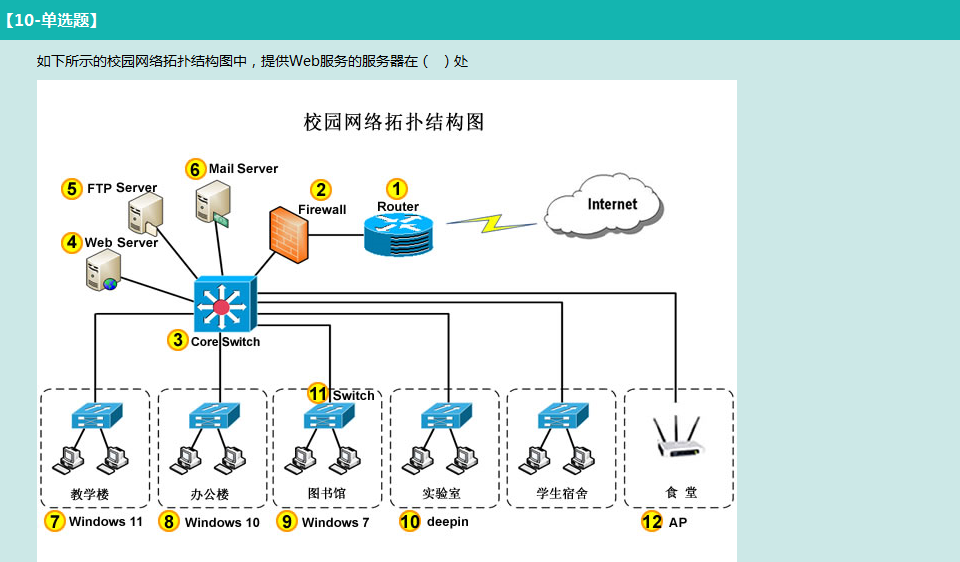 【10-单选题】
如下所示的校园网络拓扑结构图中，提供Web服务的服务器在（　）处
校园网络拓扑结构图
6 Mail Server
5 FTP Server
2
1
Firewall
Router
Internet
4 Web Server
3 Core Switch
11 Switch
教学楼
办公楼
图书馆
实验室
学生宿舍
食 堂
7 Windows 11
8 Windows 10
9 Windows 7
10 deepin
12 AP